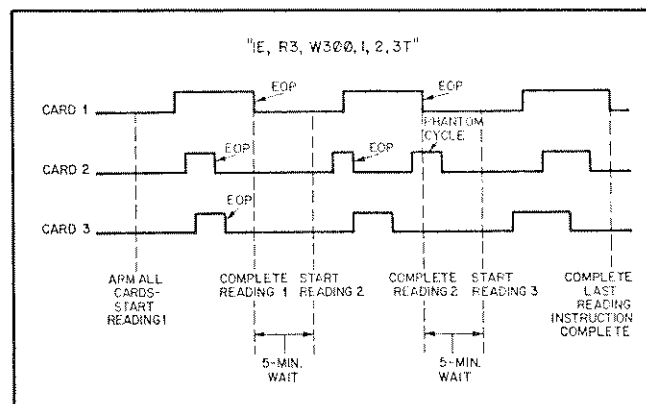 "IE, R3, W300, 1, 2, 3T"
EOP
EOP
CARD 1
PHANTOM
CYCLE
EOP
EOP
CARD 2
EOP
CARD 3
ARM ALL
CARDS-
START
READING 1
COMPLETE
READING 1
START
READING 2
COMPLETE
READING 2
START
READING 3
COMPLETE
LAST
READING
INSTRUCTION
COMPLETE
5-MIN.
WAIT
5-MIN.
WAIT